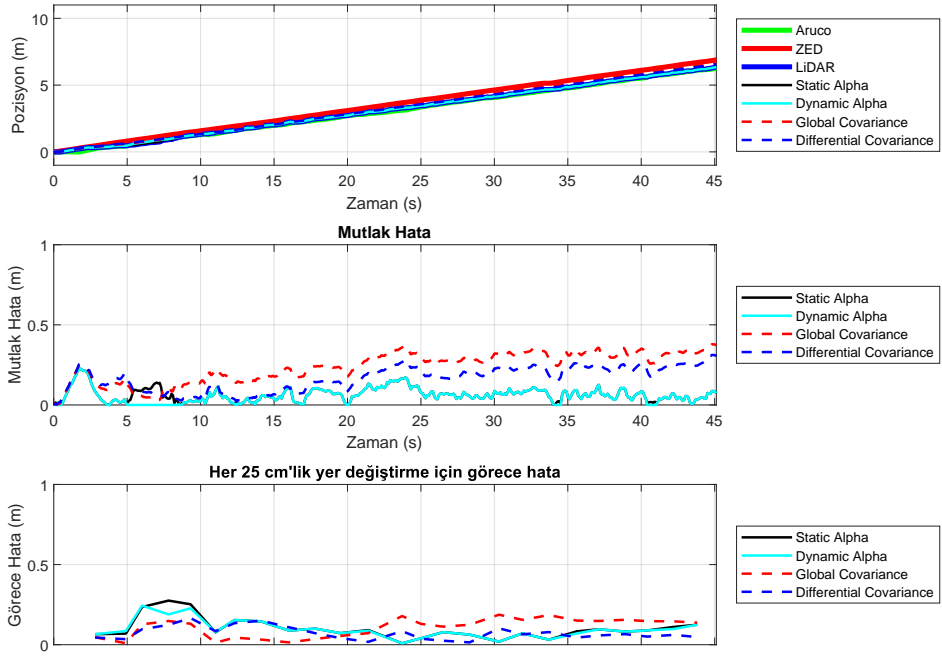 10
5
0
Pozisyon (m)
0 5 10 15 20 25 30 35 40 45
Zaman (s)
Aruco
ZED
LiDAR
Static Alpha
Dynamic Alpha
Global Covariance
Differential Covariance
Mutlak Hata
1
0.5
0
Mutlak Hata (m)
0 5 10 15 20 25 30 35 40 45
Zaman (s)
Static Alpha
Dynamic Alpha
Global Covariance
Differential Covariance
Her 25 cm'lik yer değiştirme için görece hata
1
0.5
0
Görece Hata (m)
Static Alpha
Dynamic Alpha
Global Covariance
Differential Covariance